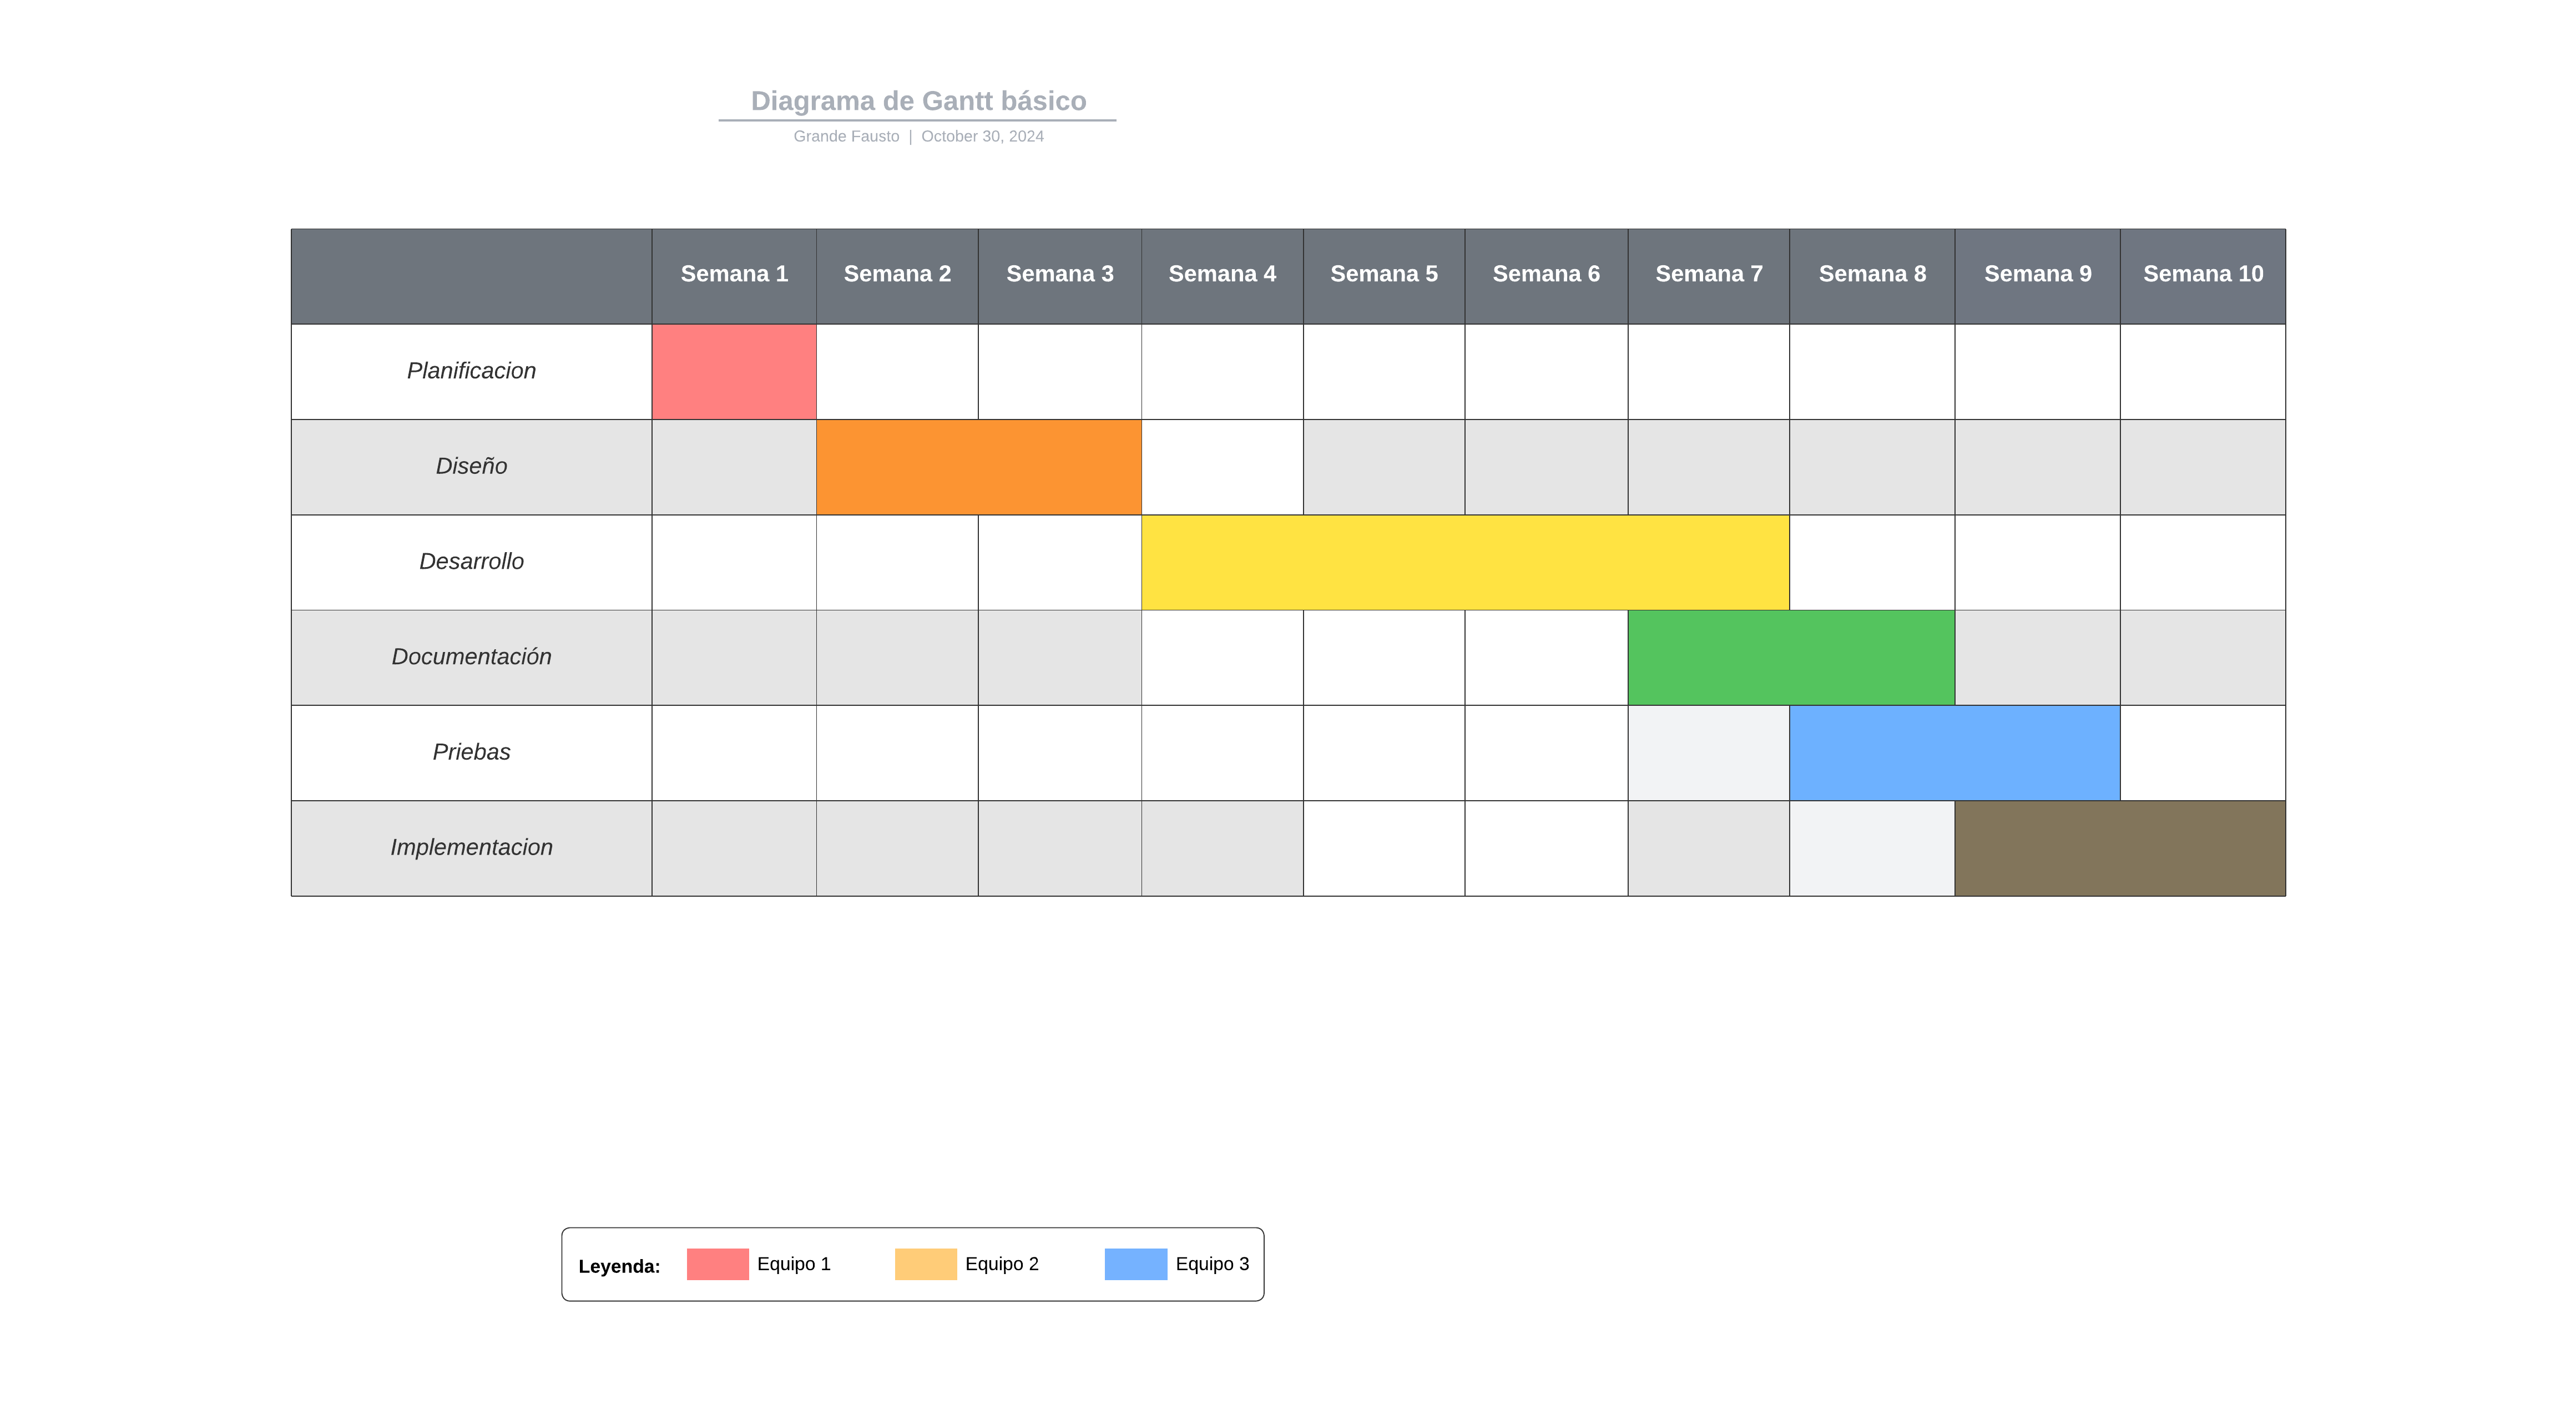 Diagrama de Gantt básico
Grande Fausto | October 30, 2024
Semana 1 Semana 2 Semana 3 Semana 4 Semana 5 Semana 6 Semana 7 Semana 8 Semana 9 Semana 10
Planificacion
Diseño
Desarrollo
Documentación
Priebas
Implementacion
Leyenda: Equipo 1 Equipo 2 Equipo 3